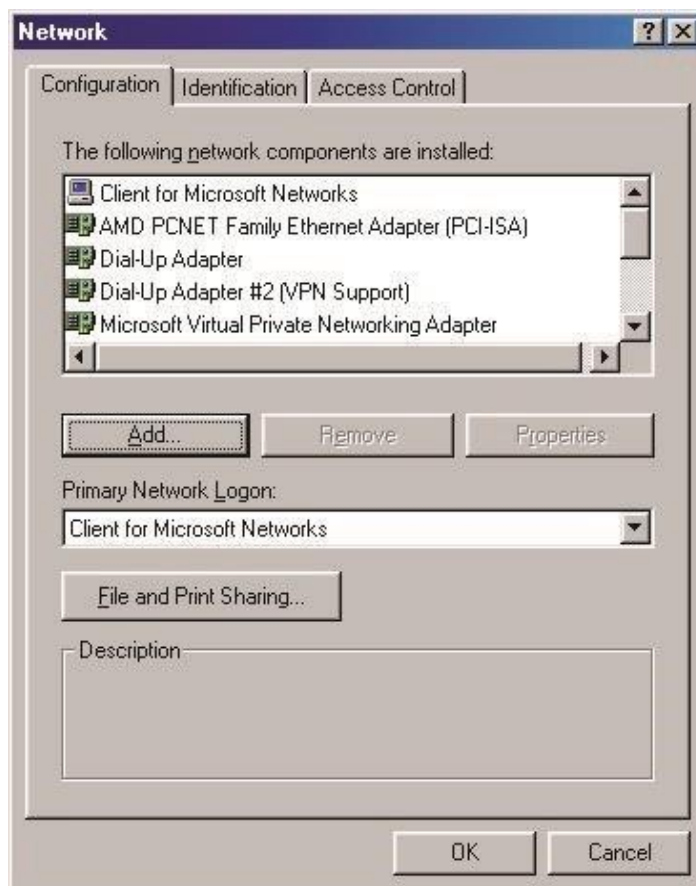 Network
Configuration Identification Access Control
The following network components are installed:
Client for Microsoft Networks
AMD PCNET Family Ethernet Adapter (PCI-ISA)
Dial-Up Adapter
Dial-Up Adapter #2 (VPN Support)
Microsoft Virtual Private Networking Adapter
Add... Remove Properties
Primary Network Logon:
Client for Microsoft Networks
File and Print Sharing...
Description
OK Cancel